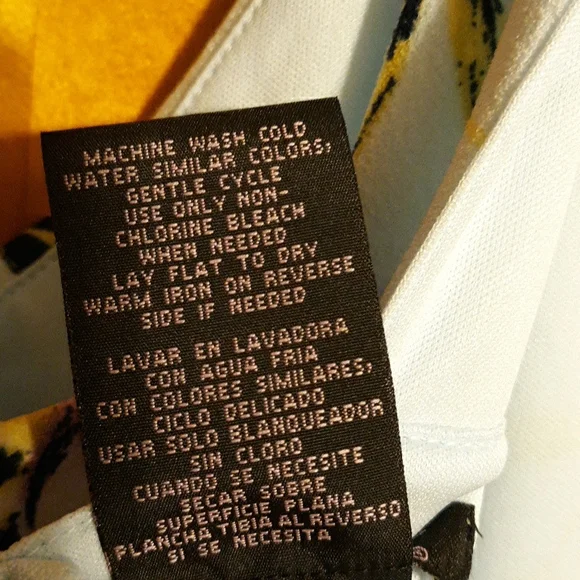 MACHINE WASH COLD
WATER SIMILAR COLORS,
GENTLE CYCLE
USE ONLY NON-
CHLORINE BLEACH
WHEN NEEDED
LAY FLAT TO DRY
WARM IRON ON REVERSE
SIDE IF NEEDED
LAVAR EN LAVADORA
CON AGUA FRIA
CON COLORES SIMILARES,
CICLO DELICADO
USAR SOLO BLANQUEADOR
SIN CLORO
CUANDO SE NECESITE
SECAR SOBRE
SUPERFICIE PLANA
PLANCHA TIBIA AL REVERSO
SI SE NECESITA